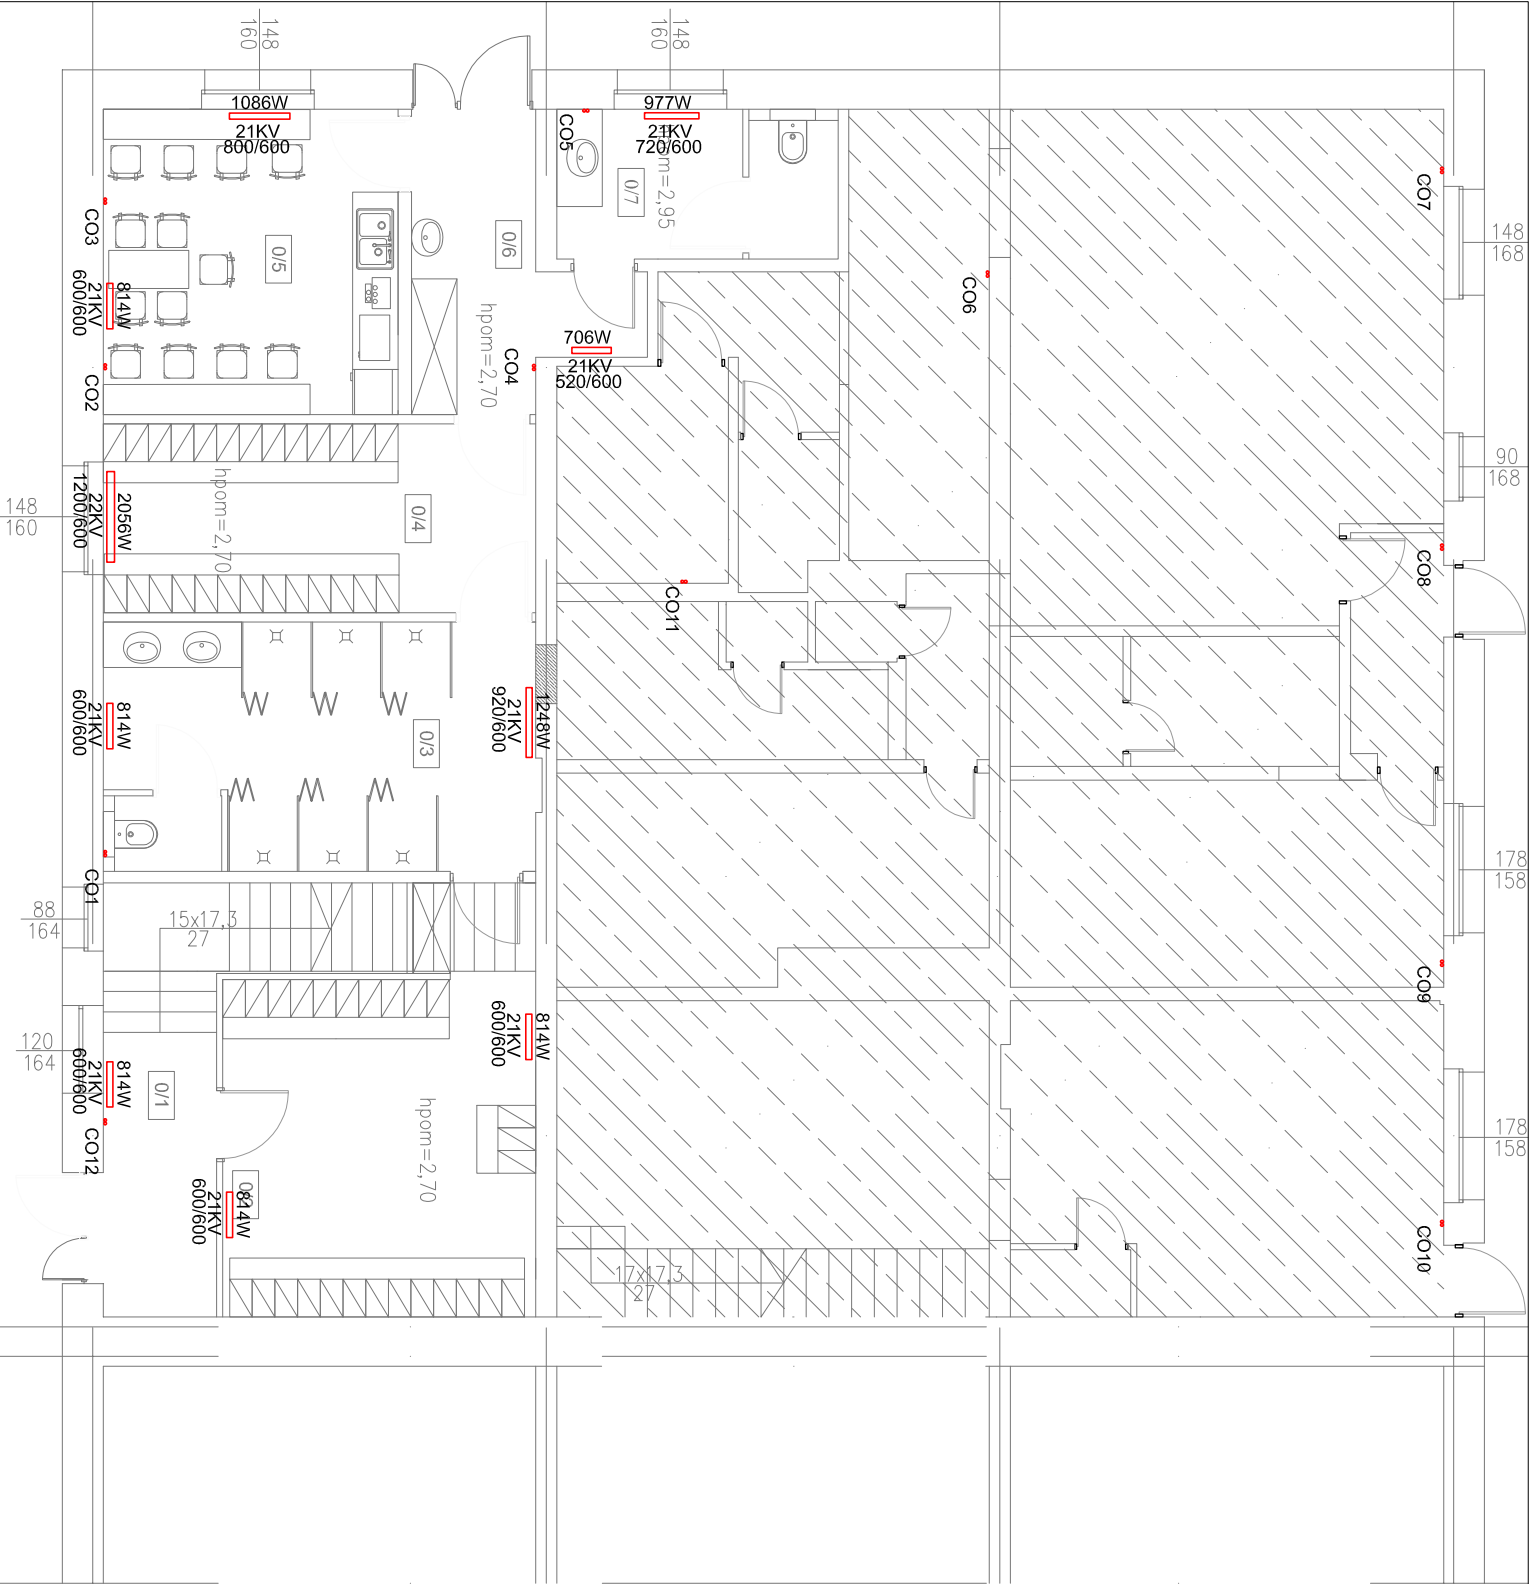 148
160
148
160
1086W
21KV
800/600
977W
21KV
720/600
CO5
hpom=2,95
0/7
CO7
148
168
CO3
0/5
0/6
CO6
814W
21KV
600/600
hpom=2,70
CO4
706W
21KV
520/600
CO2
90
168
148
160
2056W
22KV
1200/600
hpom=2,70
0/4
CO8
CO11
814W
21KV
600/600
0/3
1248W
21KV
920/600
178
158
CO1
88
164
15x17,3
27
CO9
814W
21KV
600/600
120
164
814W
21KV
600/600
0/1
CO12
hpom=2,70
178
158
814W
21KV
600/600
CO10
17x17,3
27